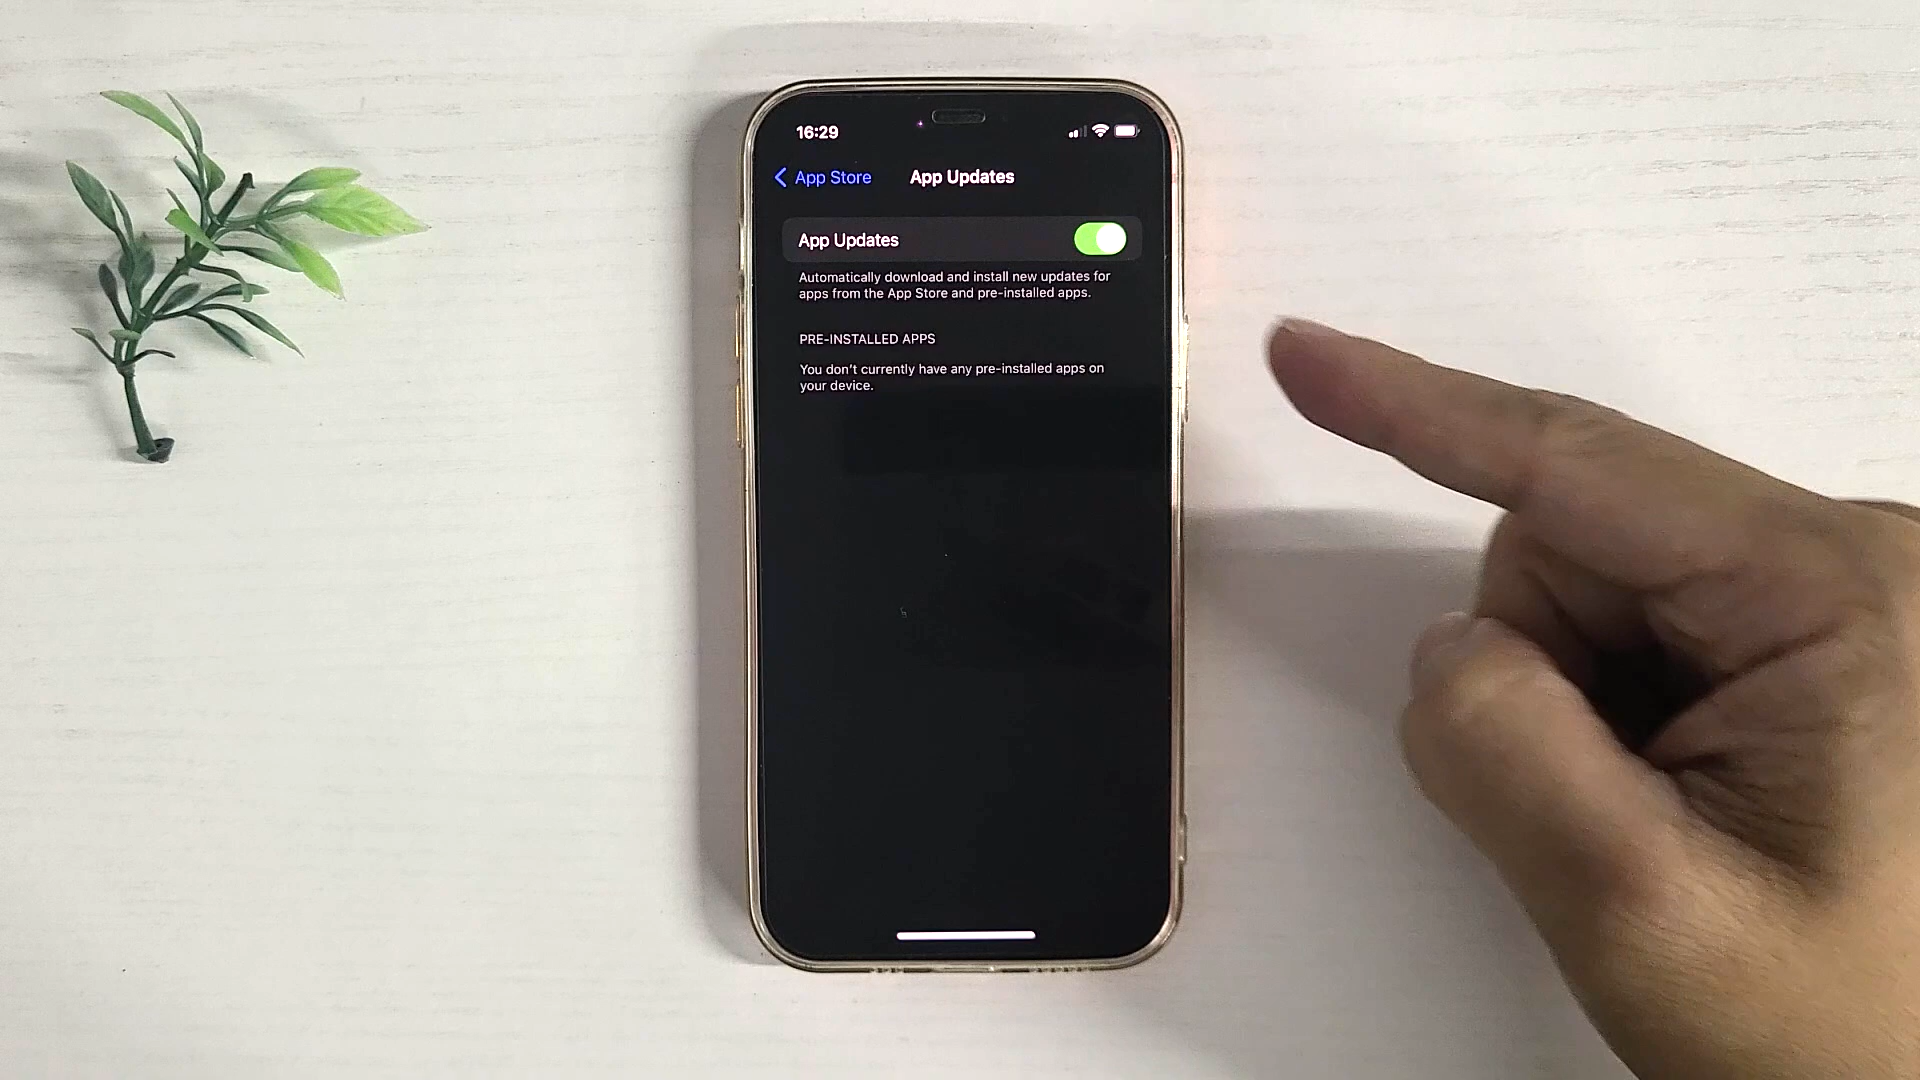 16:29
App Store
App Updates
App Updates
Automatically download and install new updates for
apps from the App Store and pre-installed apps.
PRE-INSTALLED APPS
You don’t currently have any pre-installed apps on
your device.